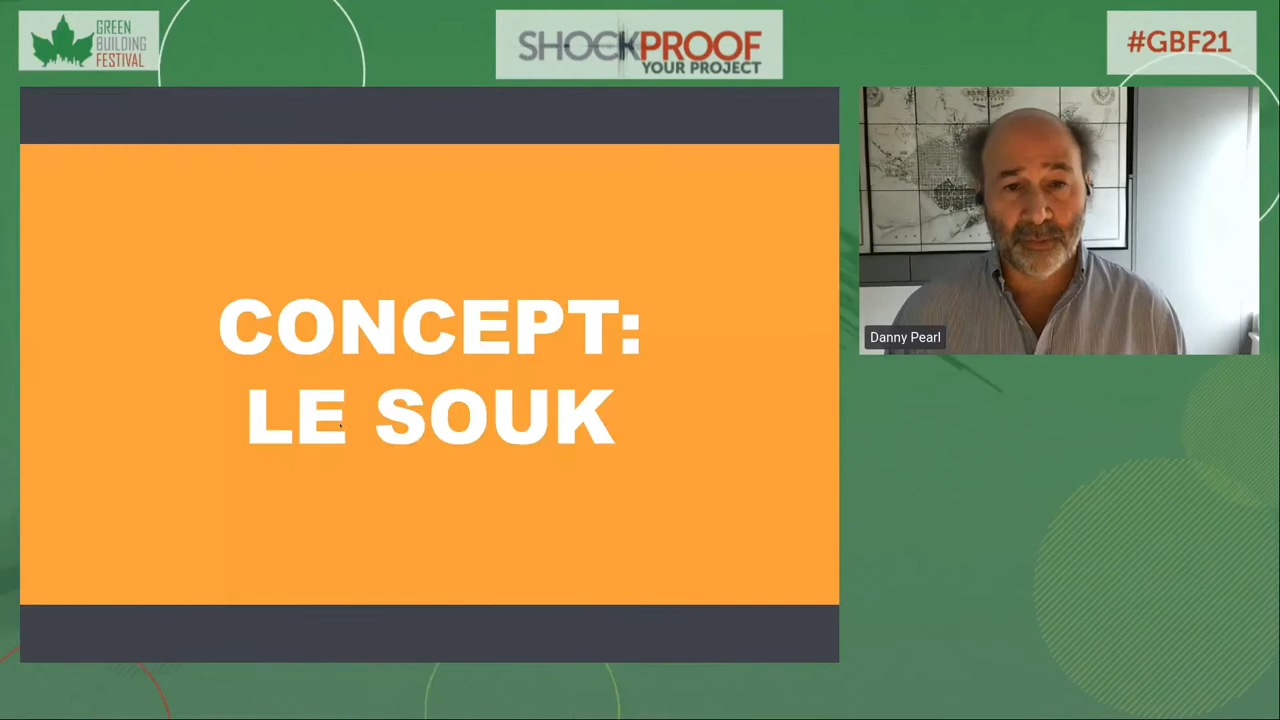 GREEN
BUILDING
FESTIVAL
SHOCKPROOF
YOUR PROJECT
#GBF21
CONCEPT:
LE SOUK
Danny Pearl